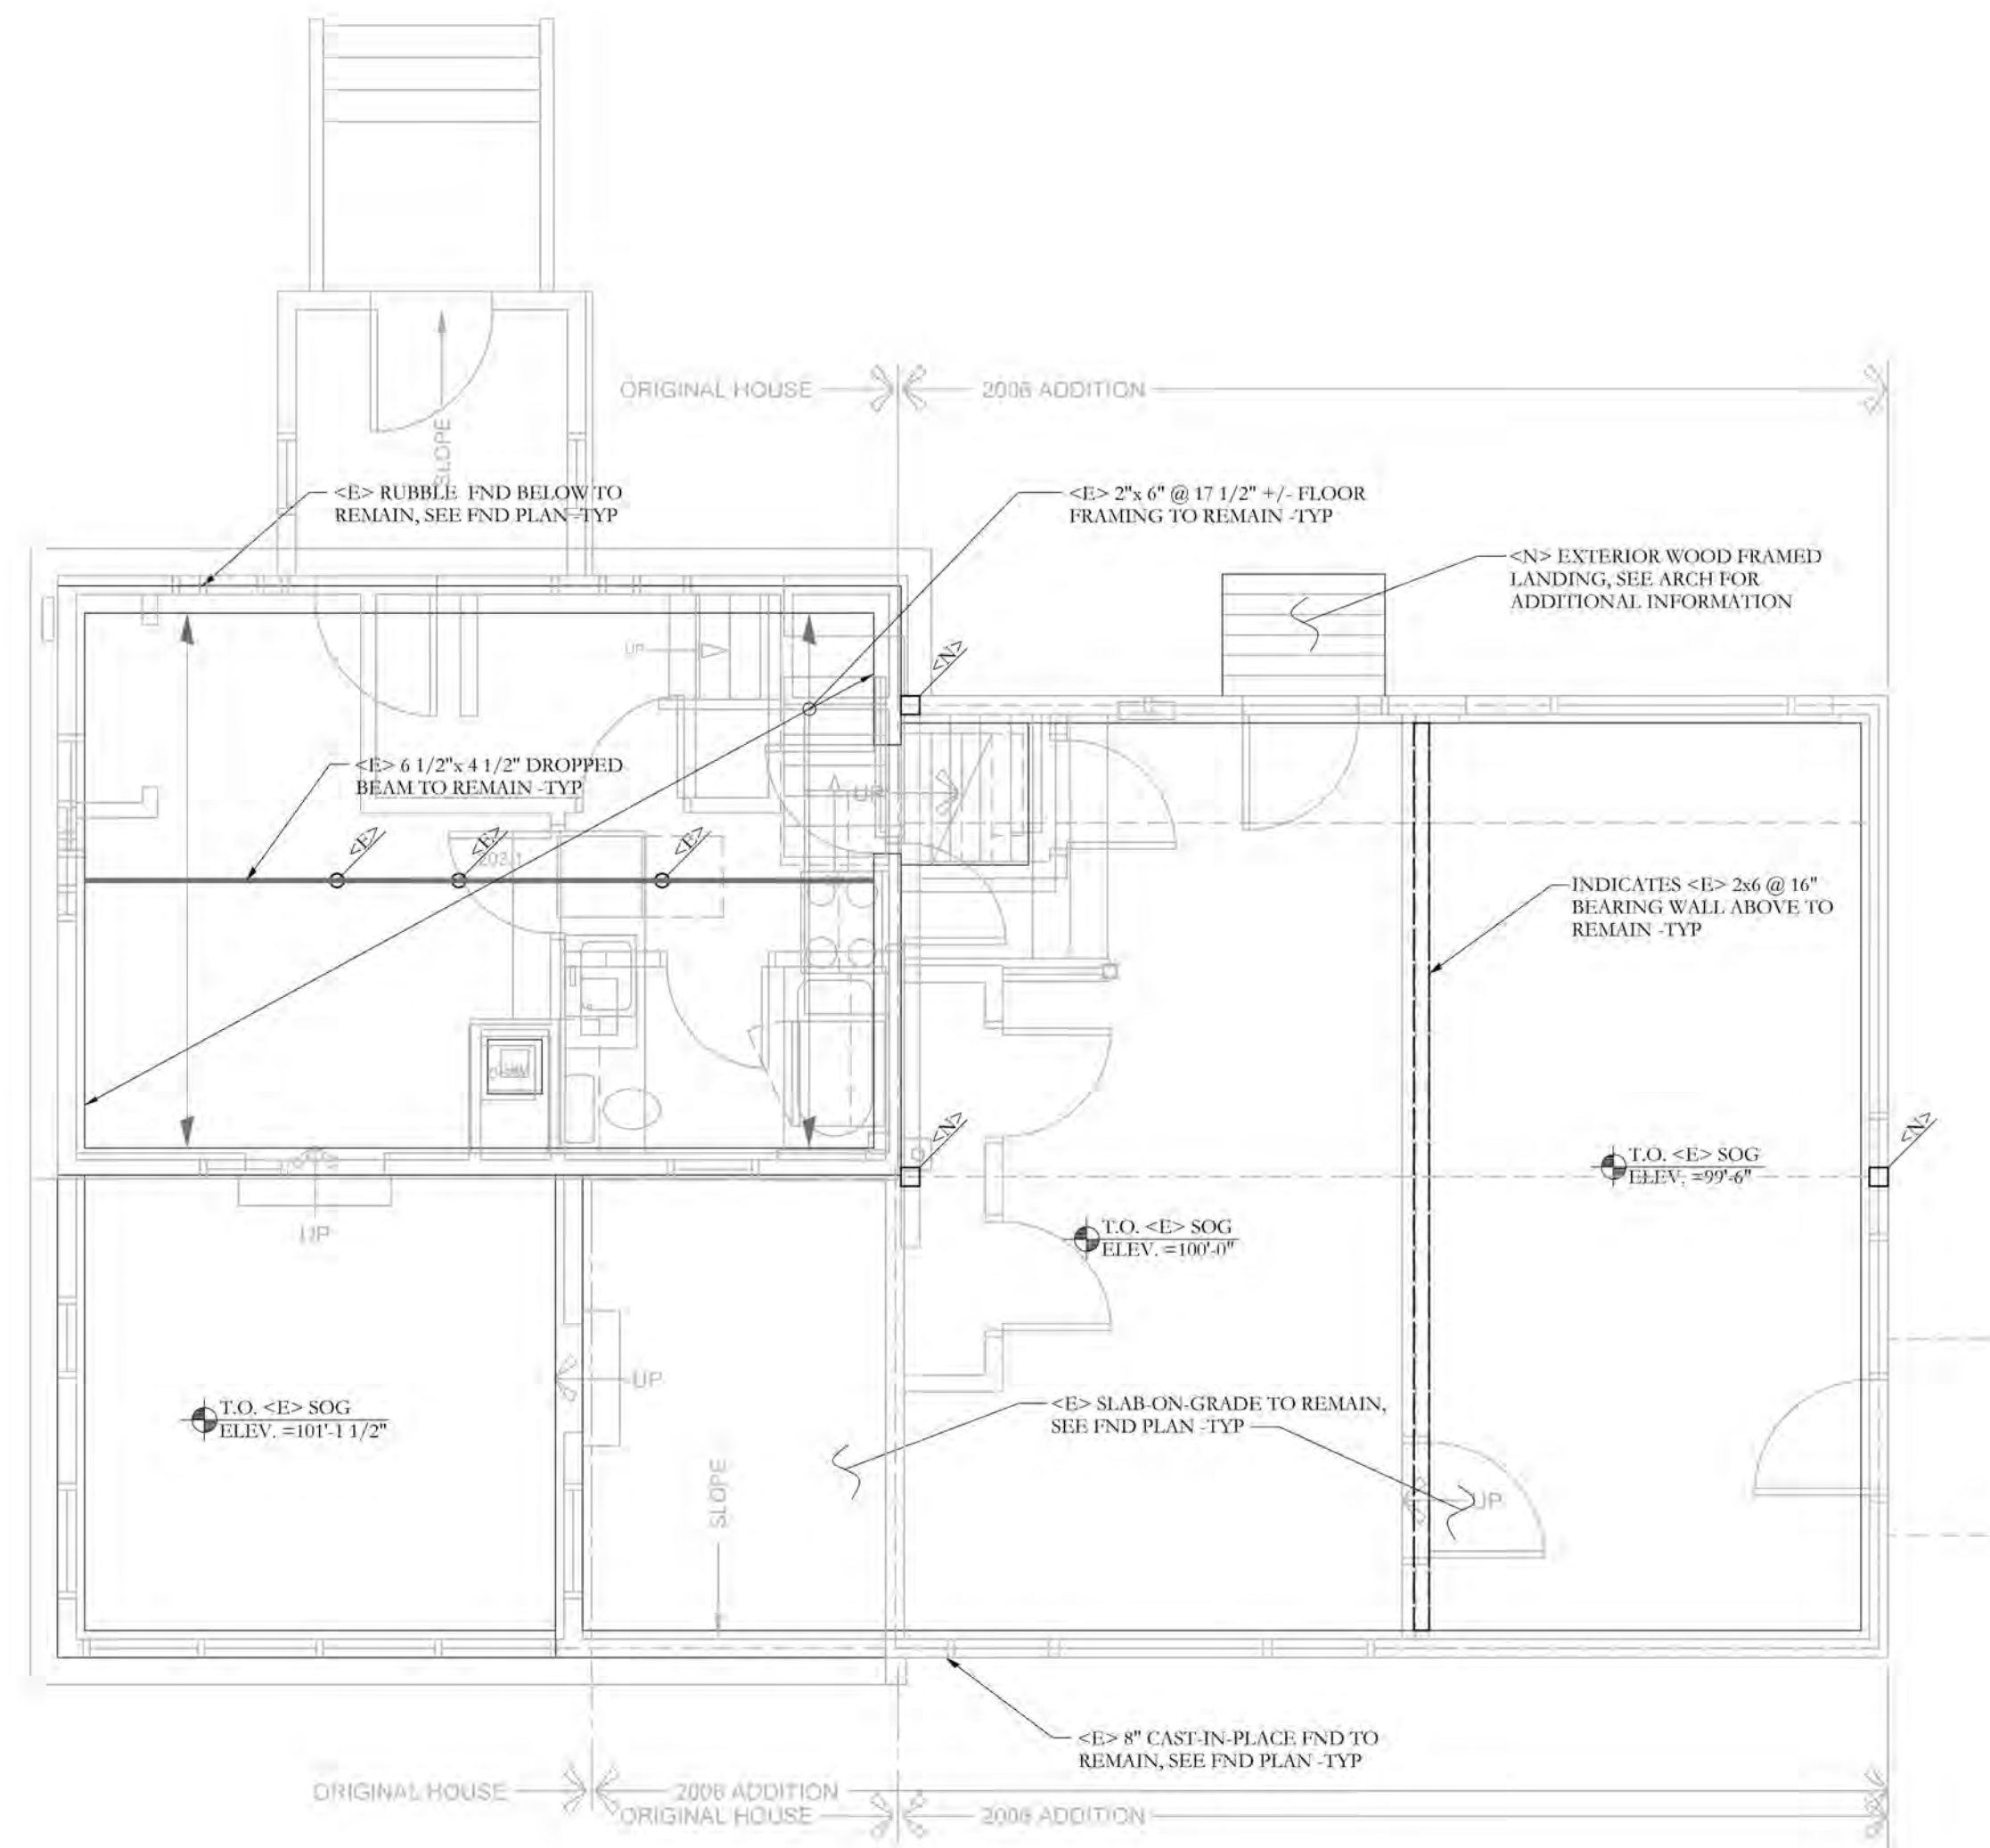 ORIGINAL HOUSE
2006 ADDITION
SLOPE
<E> RUBBLE FND BELOW TO
REMAIN, SEE FND PLAN -TYP
<E> 2"x 6" @ 17 1/2" +/- FLOOR
FRAMING TO REMAIN -TYP
<N> EXTERIOR WOOD FRAMED
LANDING, SEE ARCH FOR
ADDITIONAL INFORMATION
UP
<N>
<E> 6 1/2"x 4 1/2" DROPPED
BEAM TO REMAIN -TYP
UP
<E>
<E>
<E>
INDICATES <E> 2x6 @ 16"
BEARING WALL ABOVE TO
REMAIN -TYP
<N>
<N>
T.O. <E> SOG
ELEV. =99'-6"
UP
T.O. <E> SOG
ELEV. =100'-0"
UP
T.O. <E> SOG
ELEV. =101'-1 1/2"
<E> SLAB-ON-GRADE TO REMAIN,
SEE FND PLAN -TYP
SLOPE
UP
<E> 8" CAST-IN-PLACE FND TO
REMAIN, SEE FND PLAN -TYP
ORIGINAL HOUSE
2006 ADDITION
ORIGINAL HOUSE
2006 ADDITION